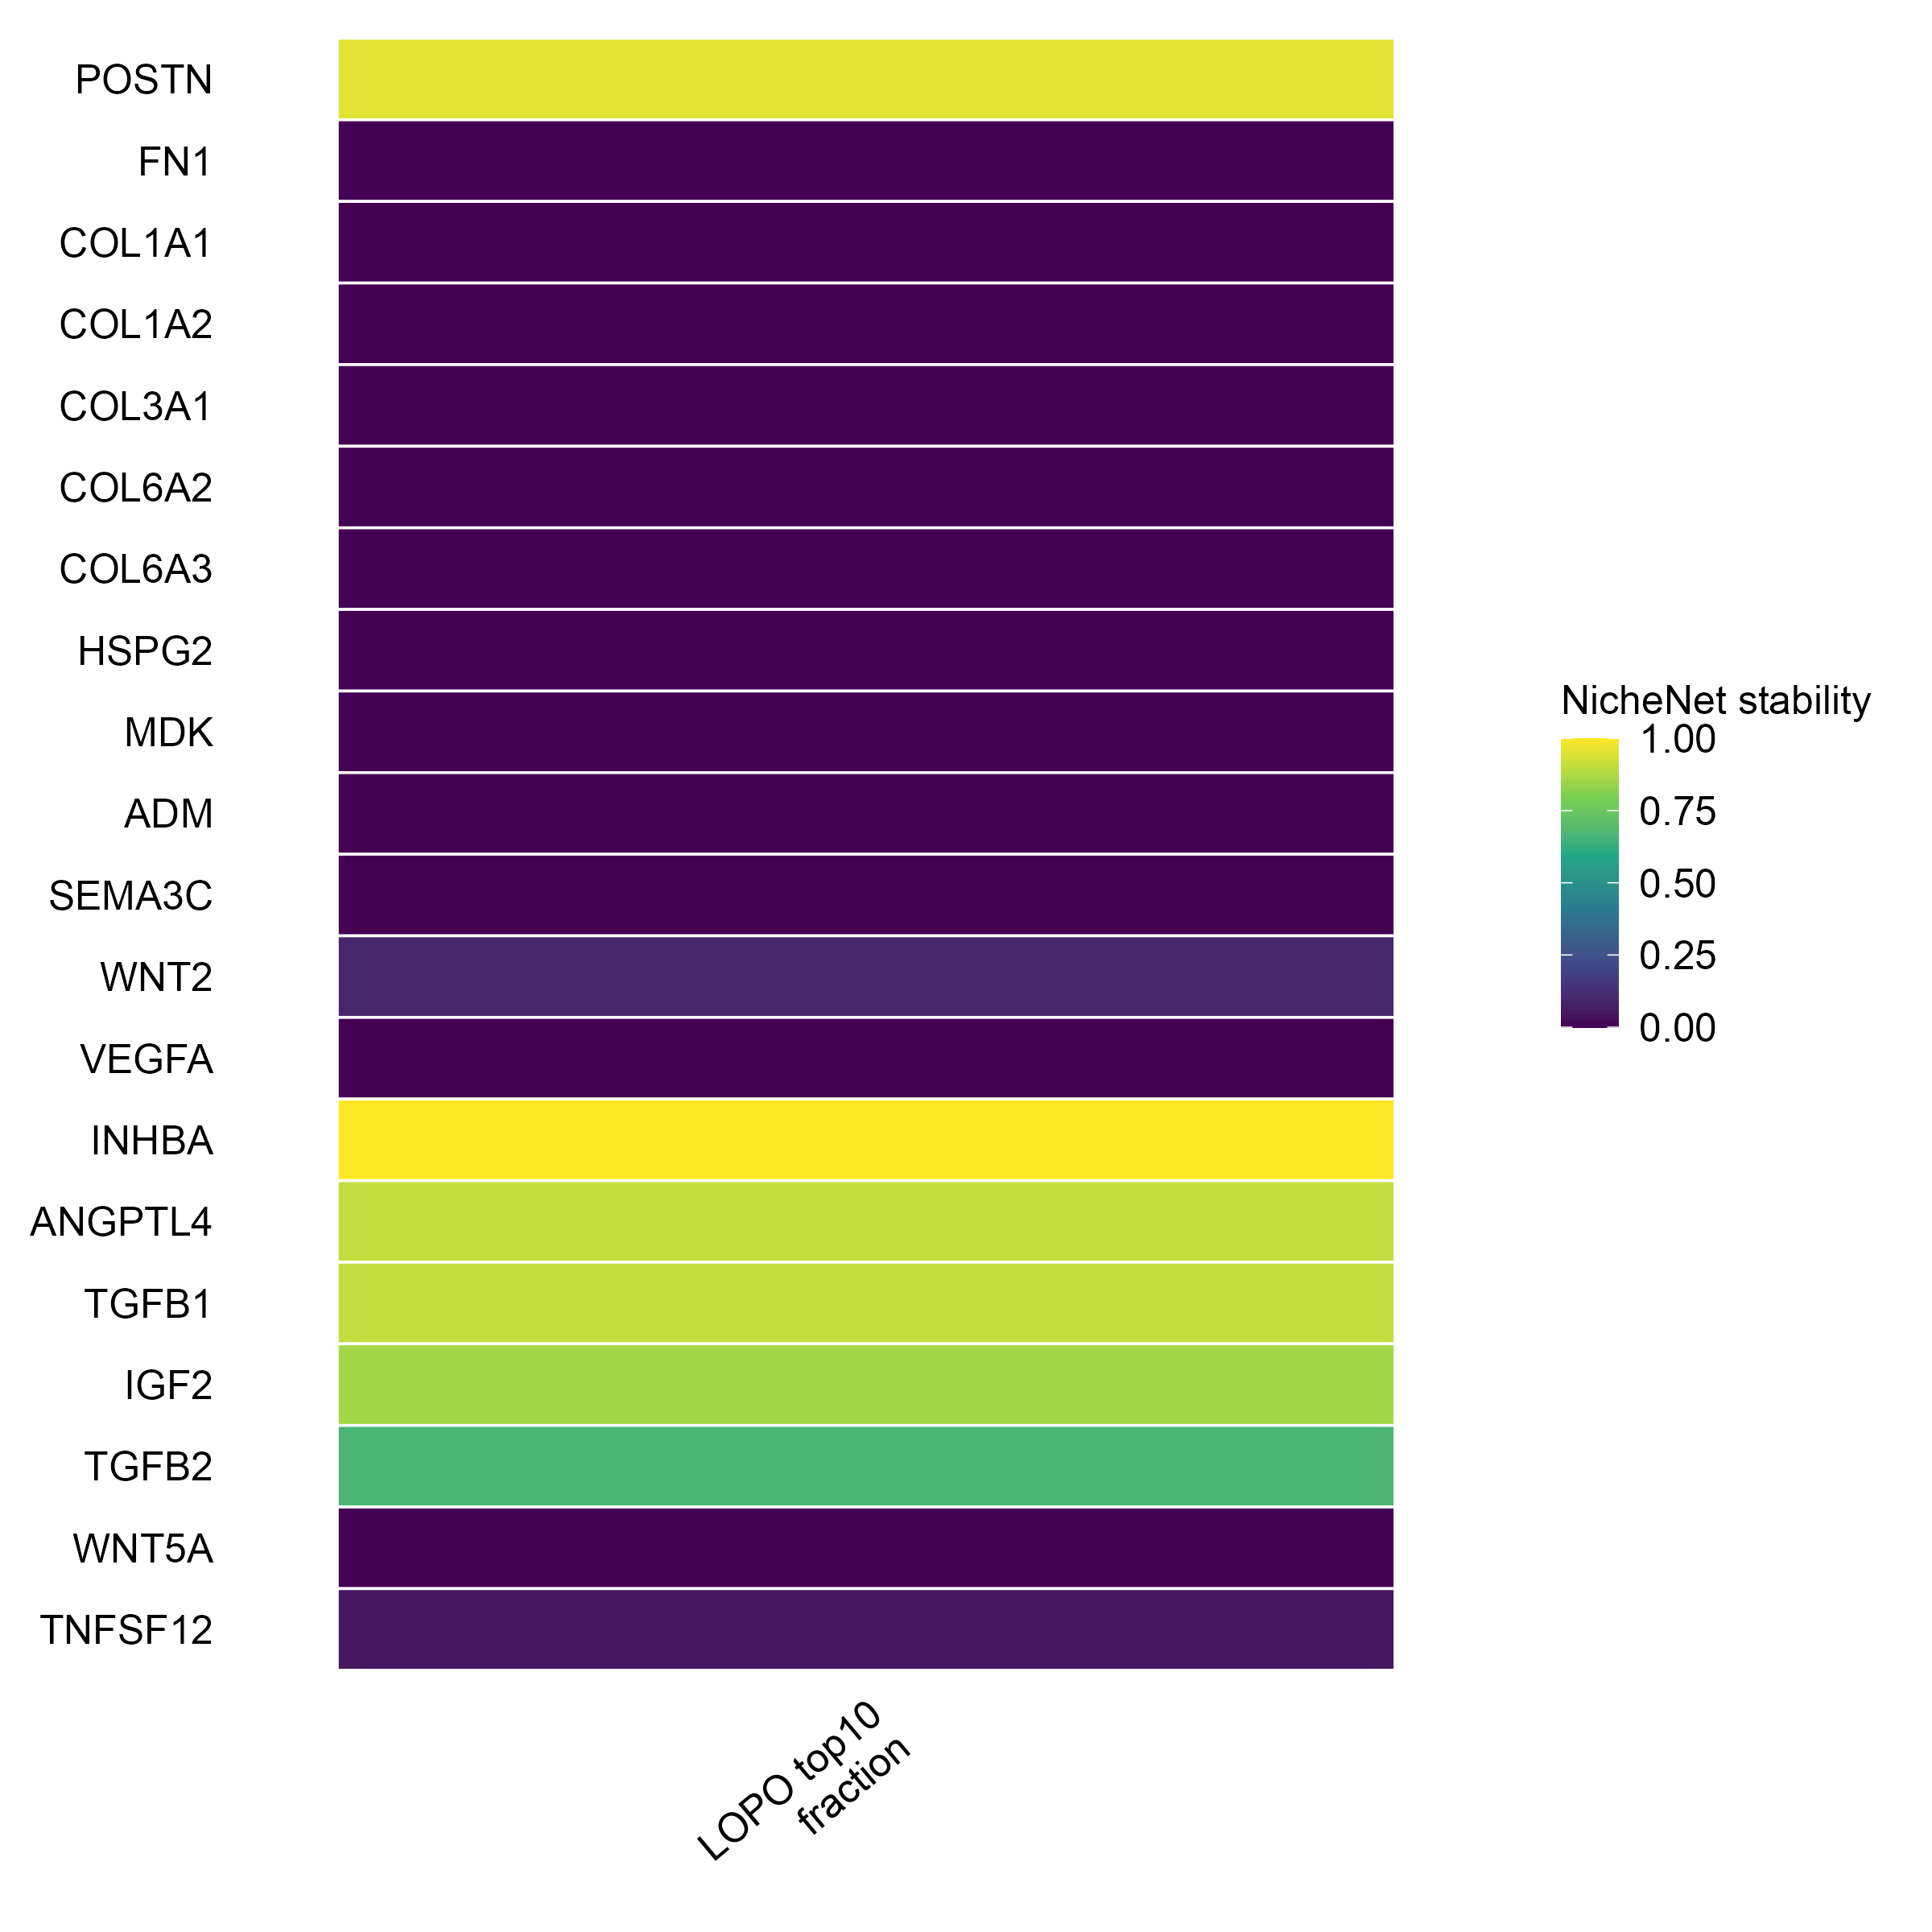 POSTN
FN1
COL1A1
COL1A2
COL3A1
COL6A2
COL6A3
HSPG2
MDK
ADM
SEMA3C
WNT2
VEGFA
INHBA
ANGPTL4
TGFB1
IGF2
TGFB2
WNT5A
TNFSF12
LOPO top10
fraction
NicheNet stability
1.00
0.75
0.50
0.25
0.00